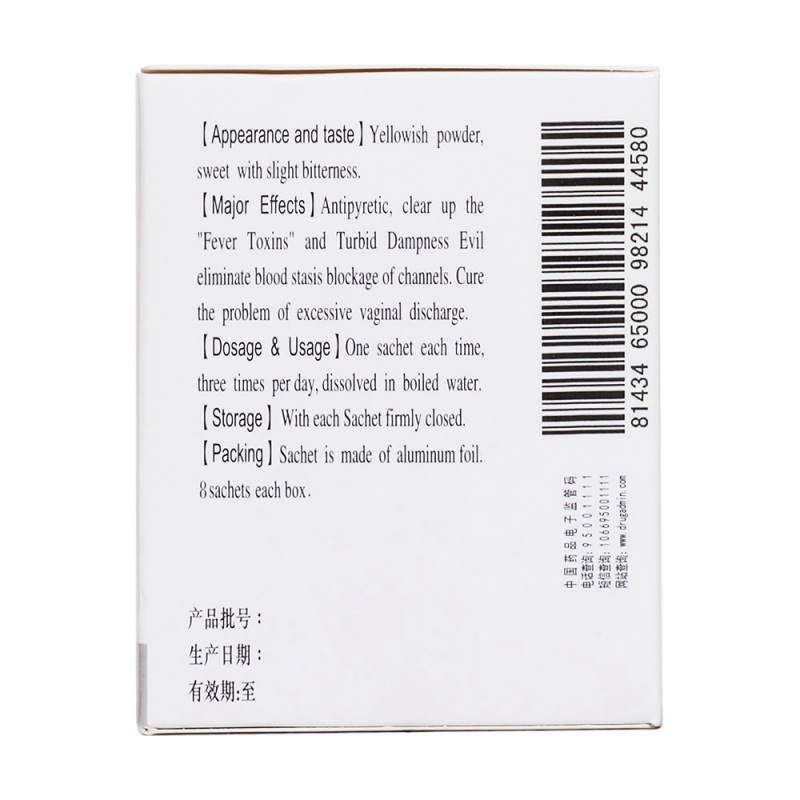 【Appearance and taste】Yellowish powder,
sweet with slight bitterness.
【Major Effects】Antipyretic, clear up the
"Fever Toxins" and Turbid Dampness Evil
eliminate blood stasis blockage of channels. Cure
the problem of excessive vaginal discharge.
【Dosage & Usage】One sachet each time,
three times per day, dissolved in boiled water.
【Storage】With each Sachet firmly closed.
【Packing】Sachet is made of aluminum foil.
8 sachets each box.
产品批号：
生产日期：
有效期:至
81434 65000 98214 44580
中国药品电子监管码
电话查询: 95001111
短信查询: 106695001111
网站查询: www.drugadmin.com